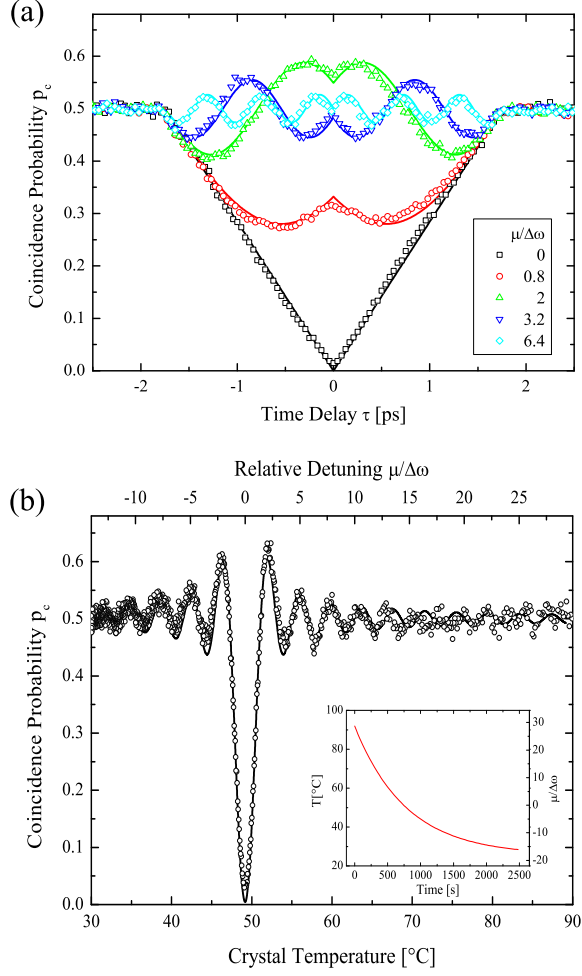 (a)
0.6
0.5
0.4
0.3
0.2
0.1
0.0
Coincidence Probability p_c
-2 -1 0 1 2
Time Delay τ [ps]
μ/Δω
0
0.8
2
3.2
6.4
(b)
Relative Detuning μ/Δω
-10 -5 0 5 10 15 20 25
0.6
0.5
0.4
0.3
0.2
0.1
0.0
Coincidence Probability p_c
30 40 50 60 70 80 90
Crystal Temperature [°C]
100
80
60
40
20
T[°C]
30
20
10
0
-10
-20
μ/Δω
0 500 1000 1500 2000 2500
Time [s]